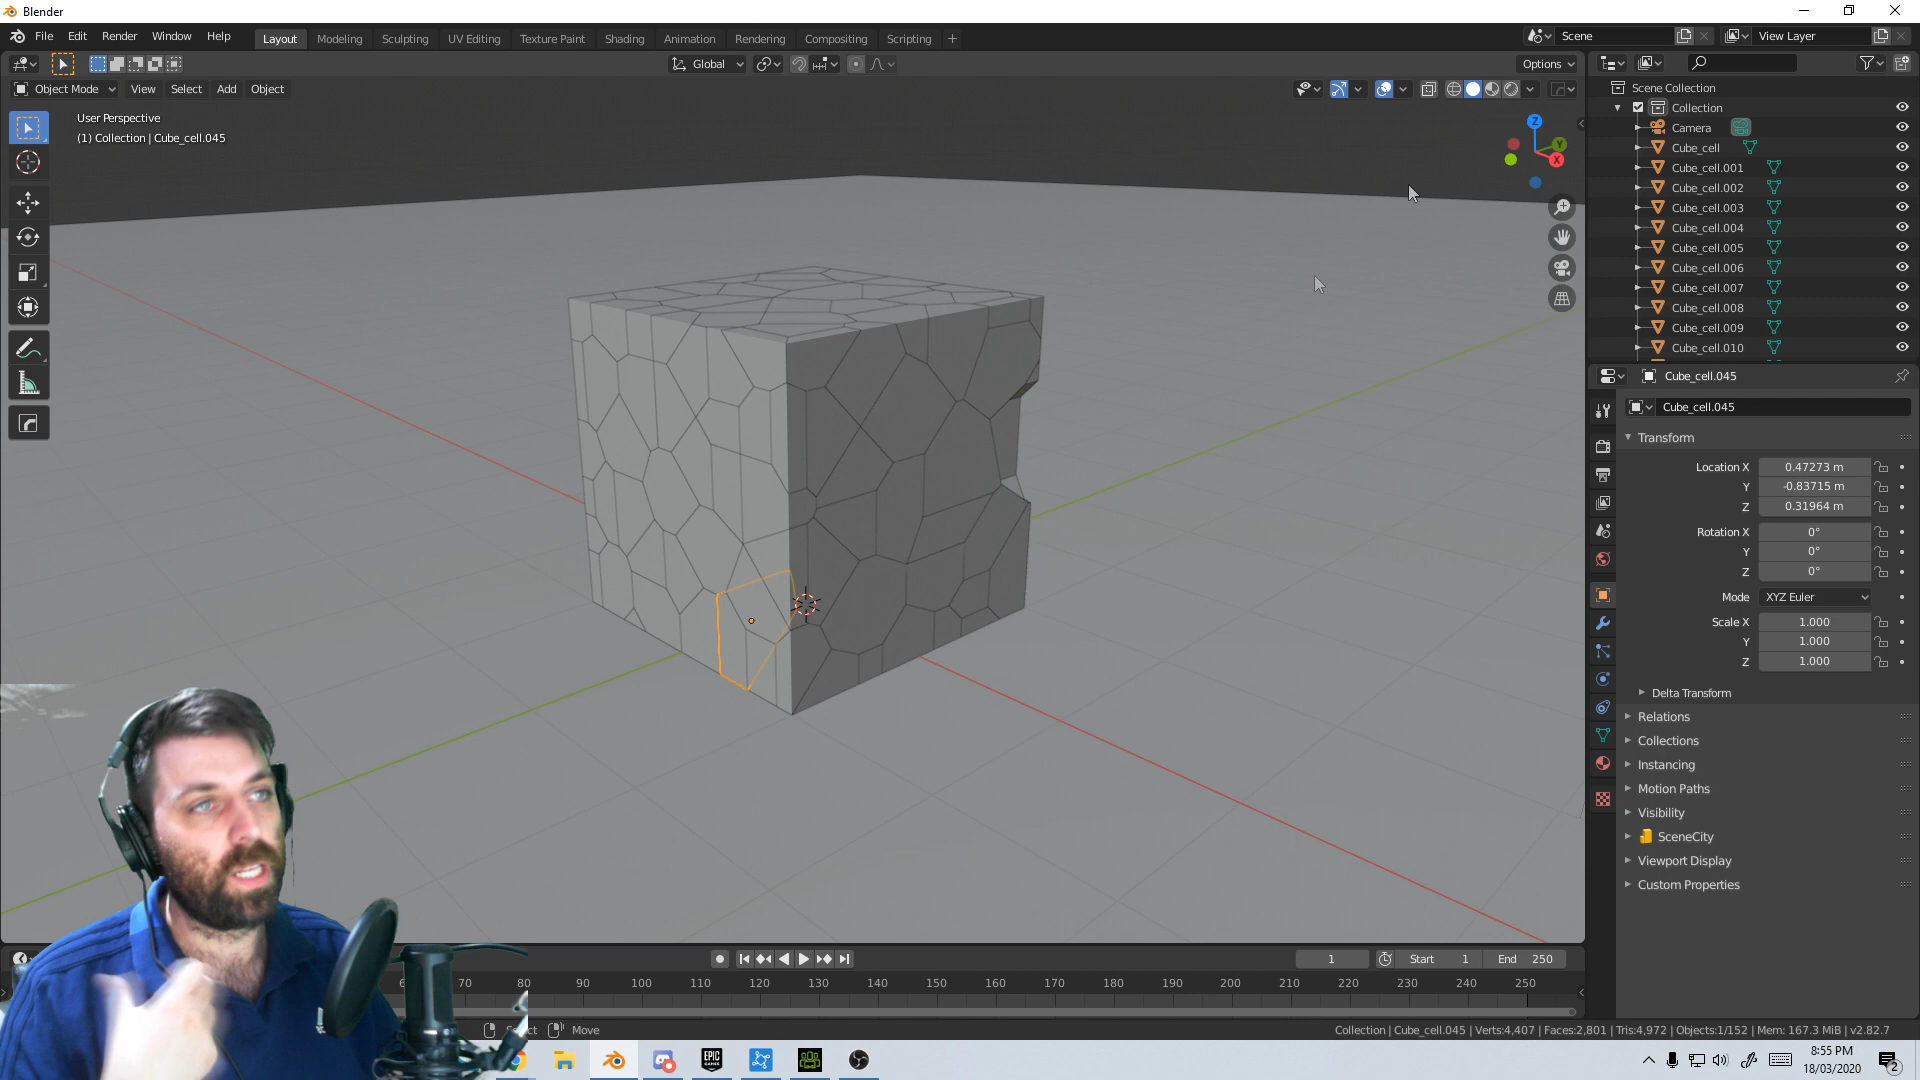 Blender
File Edit Render Window Help
Layout Modeling Sculpting UV Editing Texture Paint Shading Animation Rendering Compositing Scripting +
Scene
View Layer
Global
Options
Object Mode View Select Add Object
User Perspective
(1) Collection | Cube_cell.045
Z
Y
X
Scene Collection
Collection
Camera
Cube_cell
Cube_cell.001
Cube_cell.002
Cube_cell.003
Cube_cell.004
Cube_cell.005
Cube_cell.006
Cube_cell.007
Cube_cell.008
Cube_cell.009
Cube_cell.010
Cube_cell.045
Cube_cell.045
Transform
Location X 0.47273 m
Y -0.83715 m
Z 0.31964 m
Rotation X 0°
Y 0°
Z 0°
Mode XYZ Euler
Scale X 1.000
Y 1.000
Z 1.000
Delta Transform
Relations
Collections
Instancing
Motion Paths
Visibility
SceneCity
Viewport Display
Custom Properties
1 Start 1 End 250
70 80 90 100 110 120 130 140 150 160 170 180 190 200 210 220 230 240 250
Move
Collection | Cube_cell.045 | Verts:4,407 | Faces:2,801 | Tris:4,972 | Objects:1/152 | Mem: 167.3 MiB | v2.82.7
EPIC
GAMES
8:55 PM
18/03/2020
2